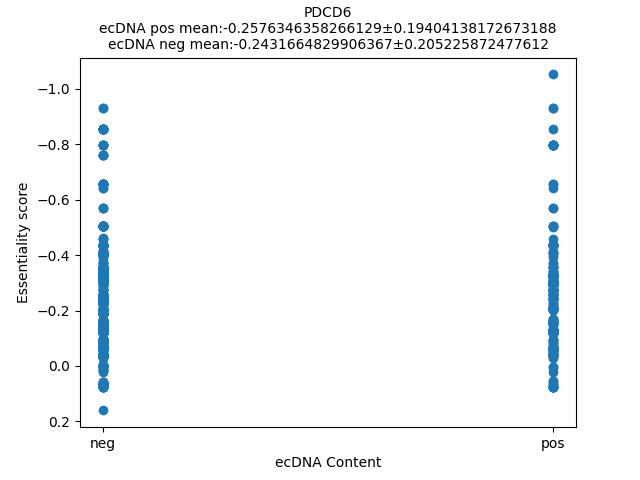 PDCD6
ecDNA pos mean:-0.2576346358266129±0.19404138172673188
ecDNA neg mean:-0.2431664829906367±0.205225872477612
−1.0
−0.8
−0.6
−0.4
−0.2
0.0
0.2
Essentiality score
neg
pos
ecDNA Content